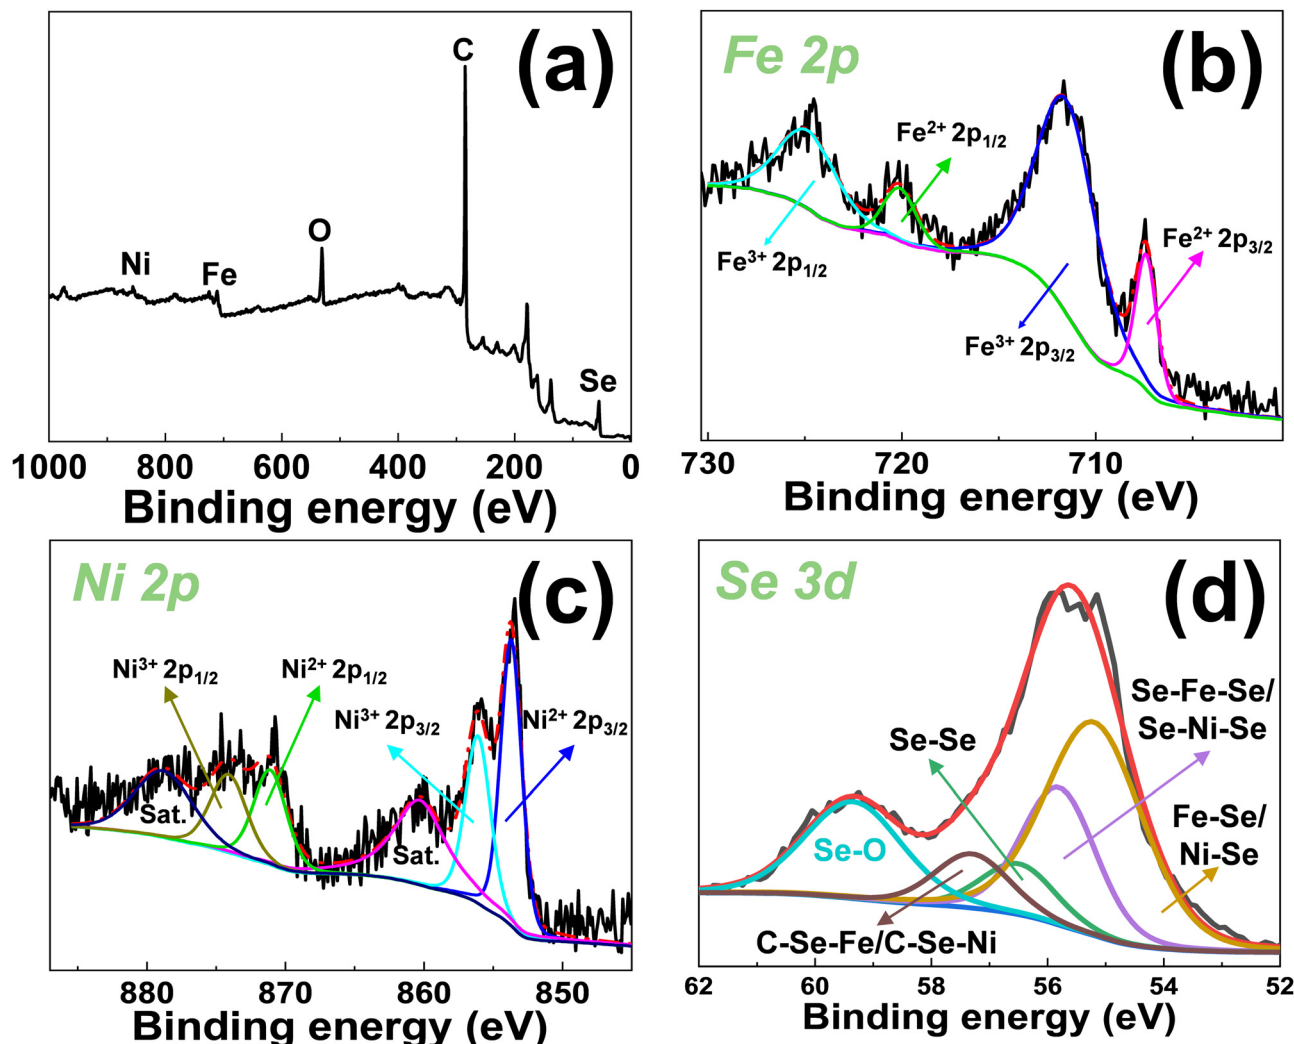 (a)
C
O
Ni
Fe
Se
1000 800 600 400 200 0
Binding energy (eV)
Fe 2p
(b)
Fe²⁺ 2p₁/₂
Fe³⁺ 2p₁/₂
Fe²⁺ 2p₃/₂
Fe³⁺ 2p₃/₂
730 720 710
Binding energy (eV)
Ni 2p
(c)
Ni³⁺ 2p₁/₂
Ni²⁺ 2p₁/₂
Ni³⁺ 2p₃/₂
Ni²⁺ 2p₃/₂
Sat.
Sat.
880 870 860 850
Binding energy (eV)
Se 3d
(d)
Se-Fe-Se/
Se-Ni-Se
Se-Se
Fe-Se/
Ni-Se
Se-O
C-Se-Fe/C-Se-Ni
62 60 58 56 54 52
Binding energy (eV)